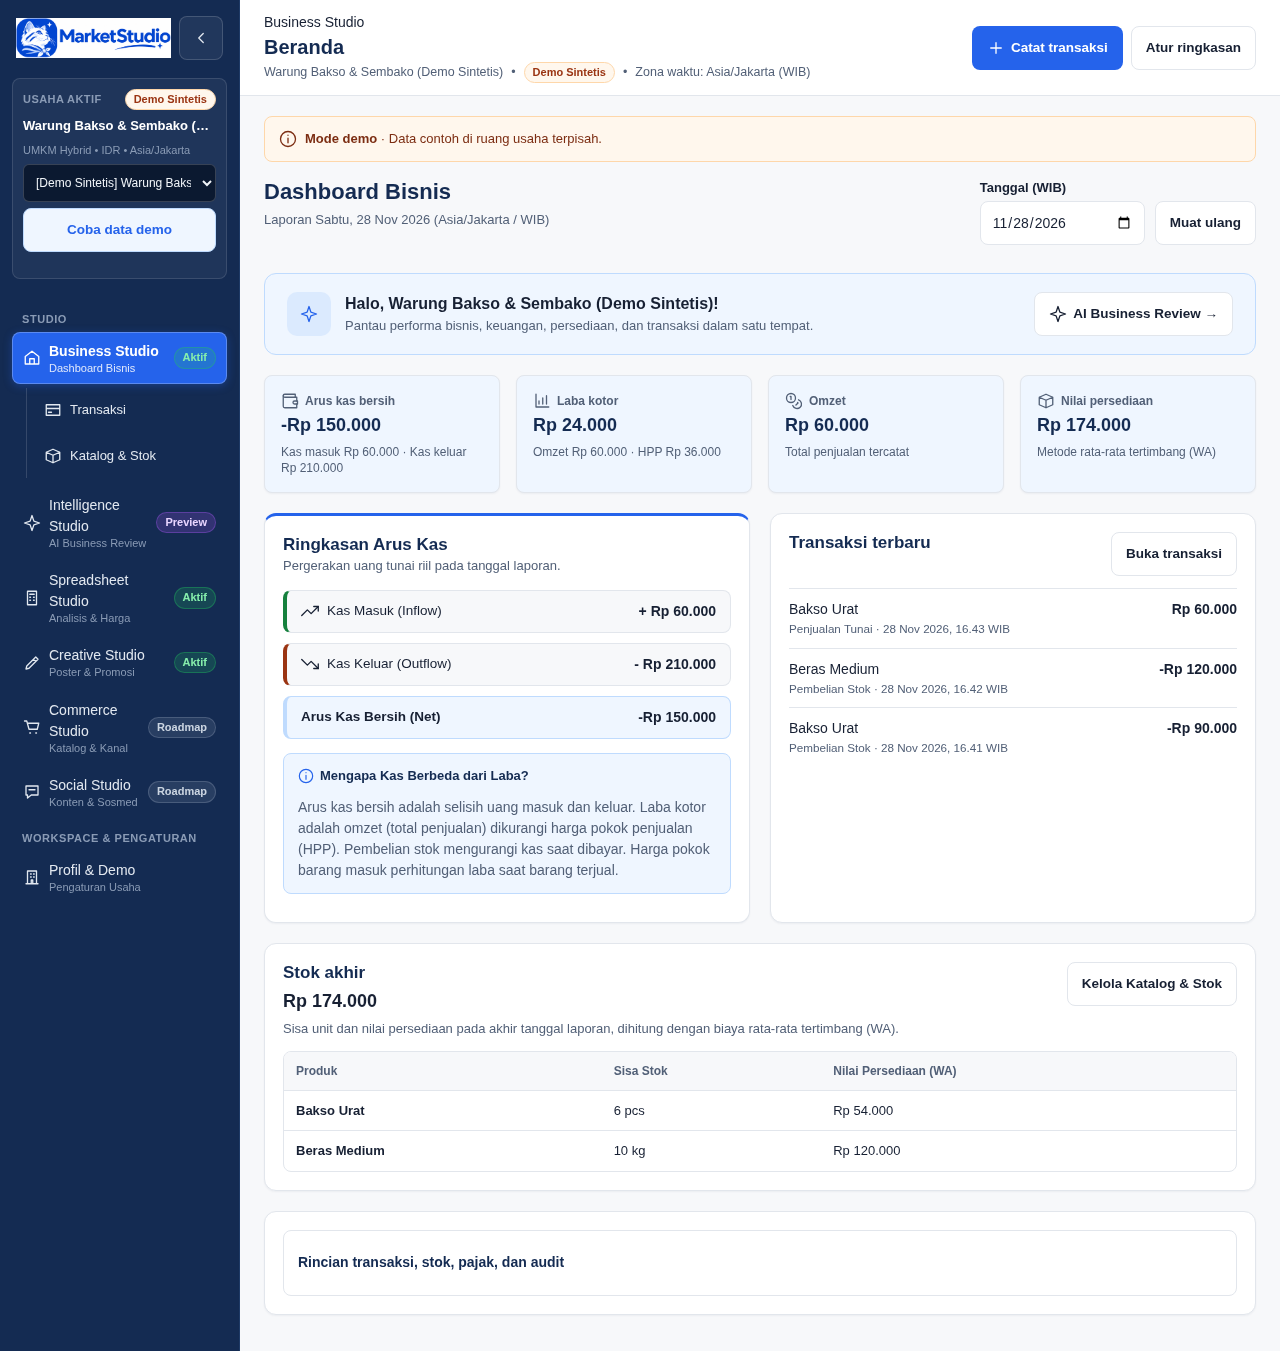 MarketStudio
USAHA AKTIF
Demo Sintetis
Warung Bakso & Sembako (...
UMKM Hybrid • IDR • Asia/Jakarta
[Demo Sintetis] Warung Baks
Coba data demo
STUDIO
Business Studio
Dashboard Bisnis
Aktif
Transaksi
Katalog & Stok
Intelligence
Studio
AI Business Review
Preview
Spreadsheet
Studio
Analisis & Harga
Aktif
Creative Studio
Poster & Promosi
Aktif
Commerce
Studio
Katalog & Kanal
Roadmap
Social Studio
Konten & Sosmed
Roadmap
WORKSPACE & PENGATURAN
Profil & Demo
Pengaturan Usaha
Business Studio
Beranda
Warung Bakso & Sembako (Demo Sintetis) • Demo Sintetis • Zona waktu: Asia/Jakarta (WIB)
Catat transaksi
Atur ringkasan
Mode demo · Data contoh di ruang usaha terpisah.
Dashboard Bisnis
Laporan Sabtu, 28 Nov 2026 (Asia/Jakarta / WIB)
Tanggal (WIB)
11/28/2026
Muat ulang
Halo, Warung Bakso & Sembako (Demo Sintetis)!
Pantau performa bisnis, keuangan, persediaan, dan transaksi dalam satu tempat.
AI Business Review →
Arus kas bersih
-Rp 150.000
Kas masuk Rp 60.000 · Kas keluar
Rp 210.000
Laba kotor
Rp 24.000
Omzet Rp 60.000 · HPP Rp 36.000
Omzet
Rp 60.000
Total penjualan tercatat
Nilai persediaan
Rp 174.000
Metode rata-rata tertimbang (WA)
Ringkasan Arus Kas
Pergerakan uang tunai riil pada tanggal laporan.
Kas Masuk (Inflow)
+ Rp 60.000
Kas Keluar (Outflow)
- Rp 210.000
Arus Kas Bersih (Net)
-Rp 150.000
Mengapa Kas Berbeda dari Laba?
Arus kas bersih adalah selisih uang masuk dan keluar. Laba kotor
adalah omzet (total penjualan) dikurangi harga pokok penjualan
(HPP). Pembelian stok mengurangi kas saat dibayar. Harga pokok
barang masuk perhitungan laba saat barang terjual.
Transaksi terbaru
Buka transaksi
Bakso Urat
Rp 60.000
Penjualan Tunai · 28 Nov 2026, 16.43 WIB
Beras Medium
-Rp 120.000
Pembelian Stok · 28 Nov 2026, 16.42 WIB
Bakso Urat
-Rp 90.000
Pembelian Stok · 28 Nov 2026, 16.41 WIB
Stok akhir
Rp 174.000
Sisa unit dan nilai persediaan pada akhir tanggal laporan, dihitung dengan biaya rata-rata tertimbang (WA).
Kelola Katalog & Stok
Produk Sisa Stok Nilai Persediaan (WA)
Bakso Urat 6 pcs Rp 54.000
Beras Medium 10 kg Rp 120.000
Rincian transaksi, stok, pajak, dan audit